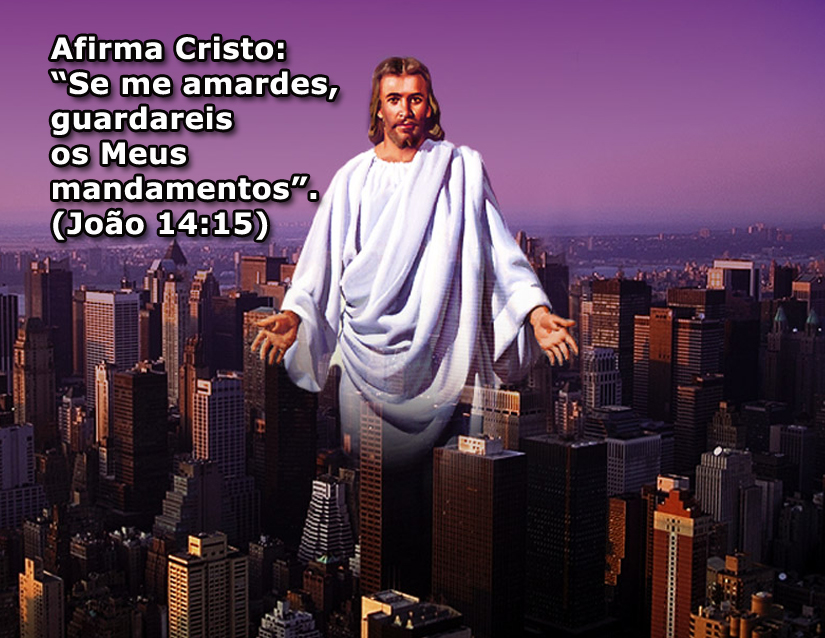 Afirma Cristo:
“Se me amardes,
guardareis
os Meus
mandamentos”.
(João 14:15)